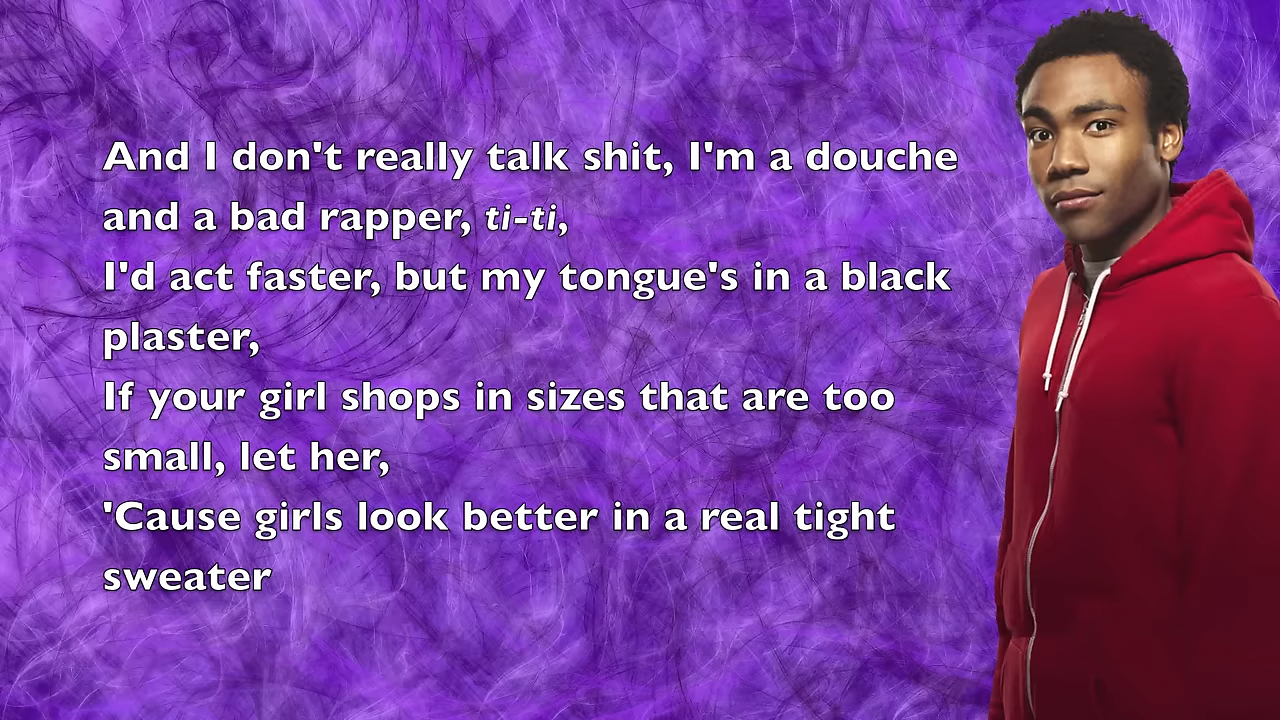 And I don't really talk shit, I'm a douche
and a bad rapper, ti-ti,
I'd act faster, but my tongue's in a black
plaster,
If your girl shops in sizes that are too
small, let her,
'Cause girls look better in a real tight
sweater